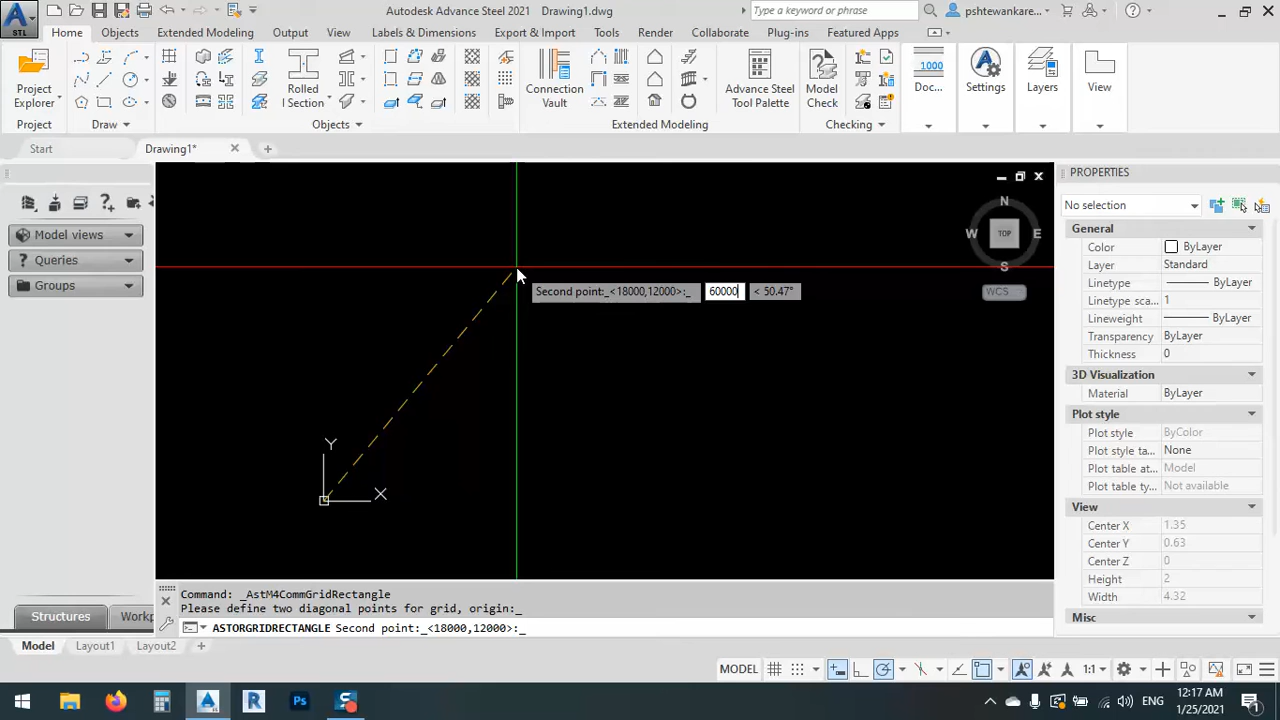 STL
Autodesk Advance Steel 2021 Drawing1.dwg
Type a keyword or phrase
pshtewankare...
Home Objects Extended Modeling Output View Labels & Dimensions Export & Import Tools Render Collaborate Plug-ins Featured Apps
Project
Explorer
Project
Draw
Rolled
I Section
Objects
Connection
Vault
Extended Modeling
Advance Steel
Tool Palette
Model
Check
Checking
1000
Doc...
Settings
Layers
View
Start Drawing1*
Model views
Queries
Groups
Structures
N
W TOP E
S
WCS
Second point:_<18000,12000>:_ 60000 < 50.47°
Y
X
PROPERTIES
No selection
General
Color ByLayer
Layer Standard
Linetype ByLayer
Linetype sca... 1
Lineweight ByLayer
Transparency ByLayer
Thickness 0
3D Visualization
Material ByLayer
Plot style
Plot style ByColor
Plot style ta... None
Plot table at... Model
Plot table ty... Not available
View
Center X 1.35
Center Y 0.63
Center Z 0
Height 2
Width 4.32
Misc
Command: _AstM4CommGridRectangle
Please define two diagonal points for grid, origin:_
ASTORGRIDRECTANGLE Second point:_<18000,12000>:_
Model Layout1 Layout2
MODEL 1:1
R Ps S
ENG
12:17 AM
1/25/2021
1